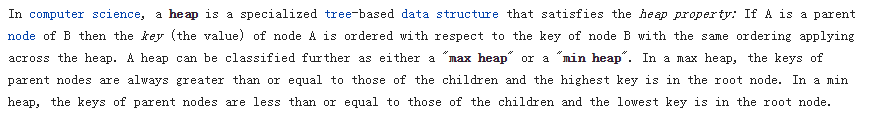 In computer science, a heap is a specialized tree-based data structure that satisfies the heap property: If A is a parent
node of B then the key (the value) of node A is ordered with respect to the key of node B with the same ordering applying
across the heap. A heap can be classified further as either a "max heap" or a "min heap". In a max heap, the keys of
parent nodes are always greater than or equal to those of the children and the highest key is in the root node. In a min
heap, the keys of parent nodes are less than or equal to those of the children and the lowest key is in the root node.